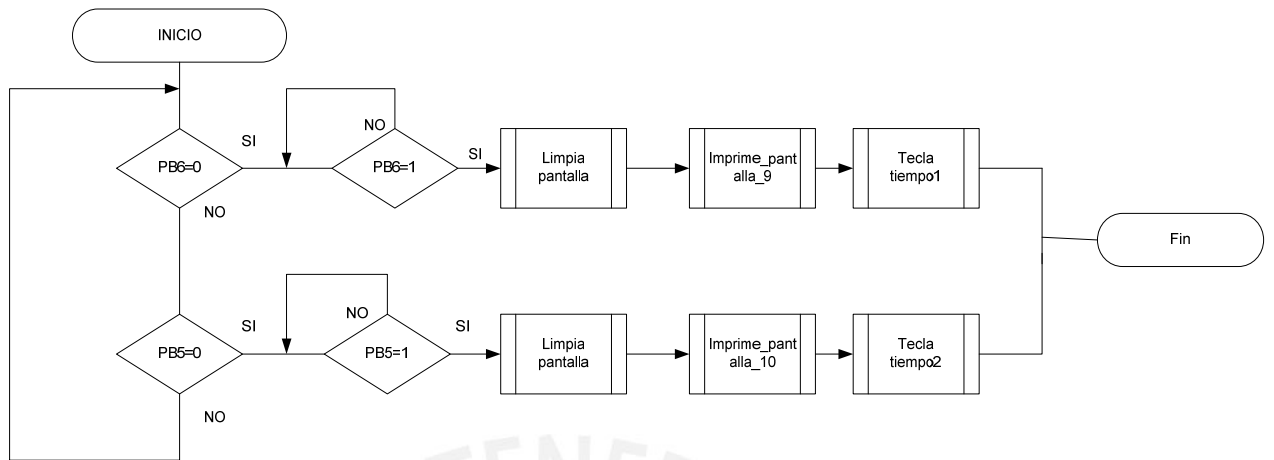 INICIO
PB6=0
SI
NO
PB6=1
NO
SI
Limpia
pantalla
Imprime_pant
alla_9
Tecla
tiempo1
Fin
PB5=0
SI
NO
PB5=1
NO
SI
Limpia
pantalla
Imprime_pant
alla_10
Tecla
tiempo2